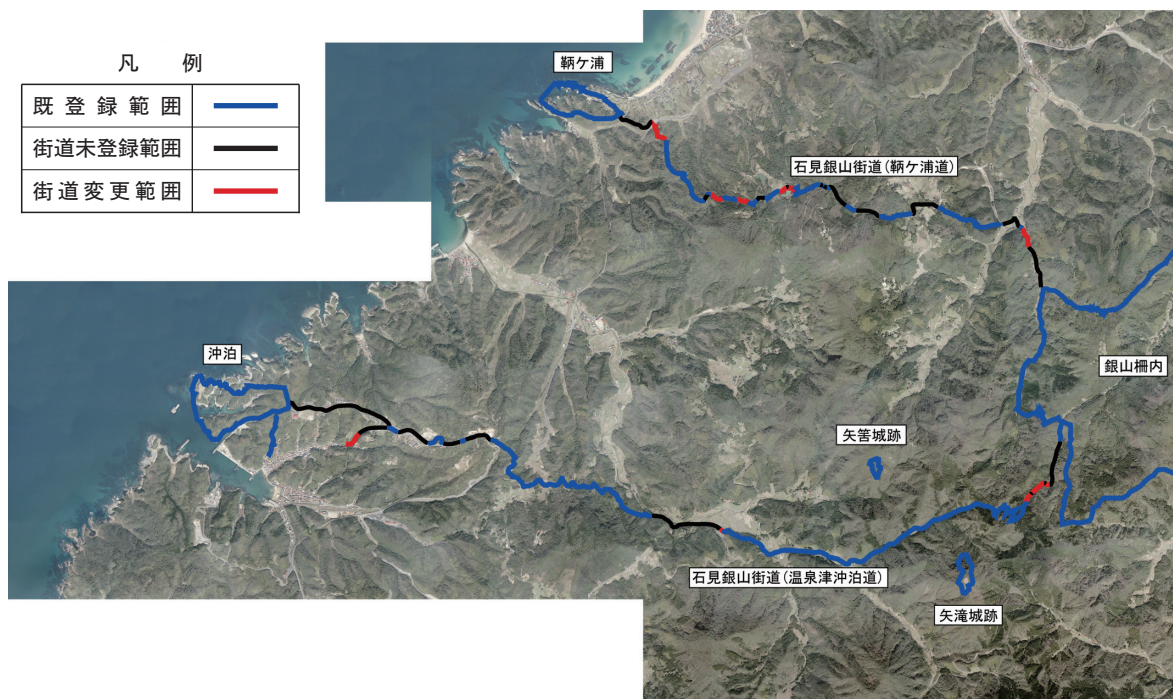 凡例
既登録範囲
街道未登録範囲
街道変更範囲
鞆ケ浦
石見銀山街道(鞆ケ浦道)
沖泊
銀山柵内
矢筈城跡
石見銀山街道(温泉津沖泊道)
矢滝城跡